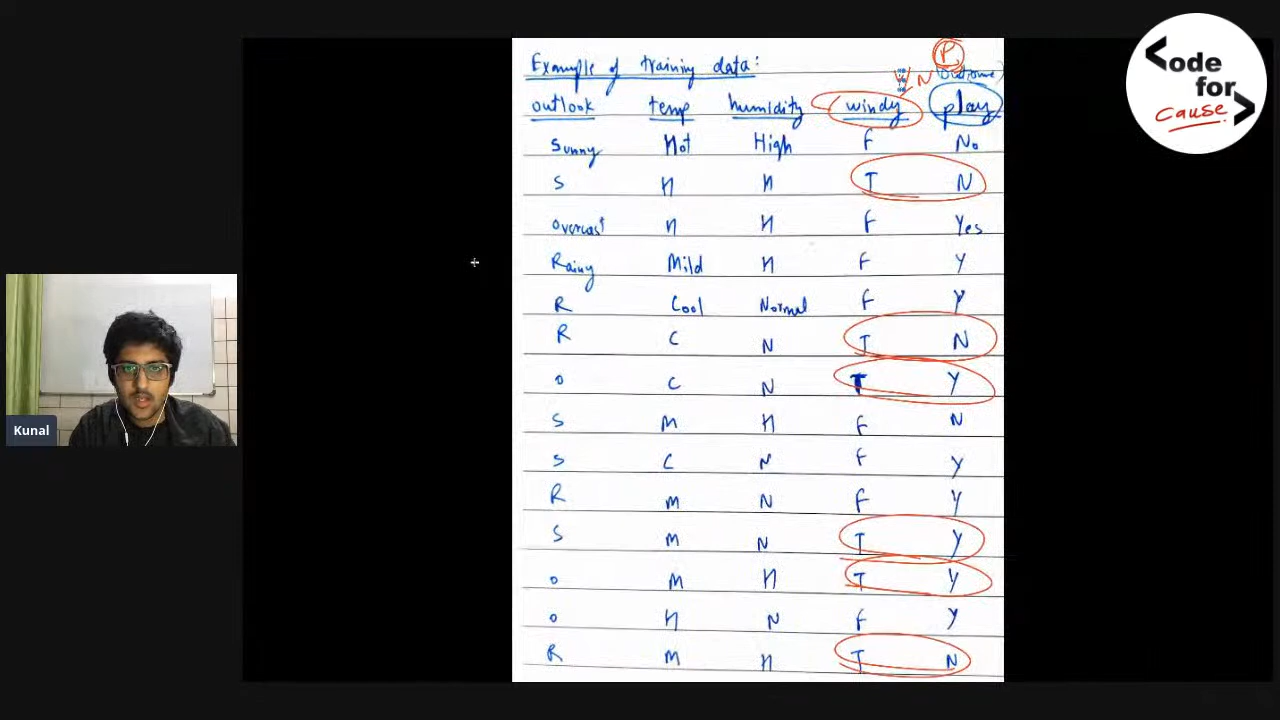 Example of training data:
P
Y N (outcome)
outlook temp humidity windy play
Sunny Hot High F No
S H H T N
Overcast H H F Yes
Rainy Mild H F Y
R Cool Normal F Y
R C N T N
O C N T Y
S M H F N
S C N F Y
R M N F Y
S M N T Y
O M H T Y
O H N F Y
R M H T N
<ode
for>
cause
Kunal